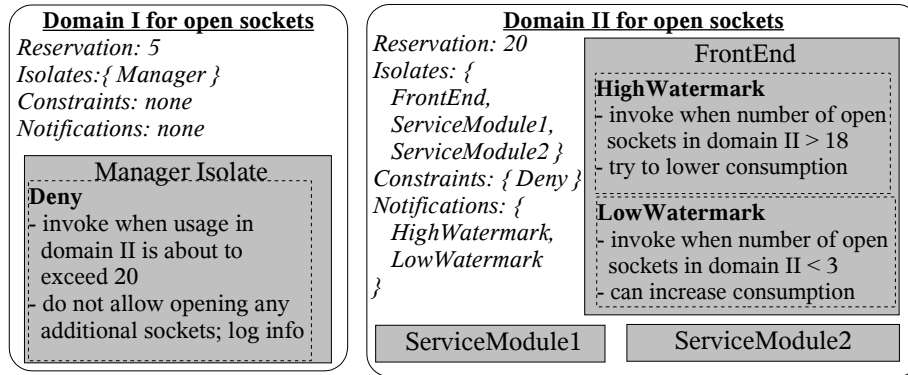 Domain I for open sockets
Reservation: 5
Isolates:{ Manager }
Constraints: none
Notifications: none
Manager Isolate
Deny
- invoke when usage in
domain II is about to
exceed 20
- do not allow opening any
additional sockets; log info
Domain II for open sockets
Reservation: 20
Isolates: {
FrontEnd,
ServiceModule1,
ServiceModule2 }
Constraints: { Deny }
Notifications: {
HighWatermark,
LowWatermark
}
FrontEnd
HighWatermark
- invoke when number of open
sockets in domain II > 18
- try to lower consumption
LowWatermark
- invoke when number of open
sockets in domain II < 3
- can increase consumption
ServiceModule1
ServiceModule2